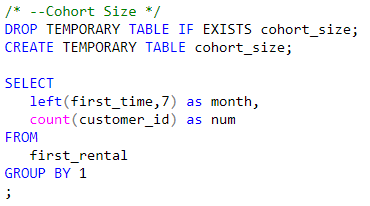 /* --Cohort Size */
DROP TEMPORARY TABLE IF EXISTS cohort_size;
CREATE TEMPORARY TABLE cohort_size;
SELECT
left(first_time,7) as month,
count(customer_id) as num
FROM
first_rental
GROUP BY 1
;